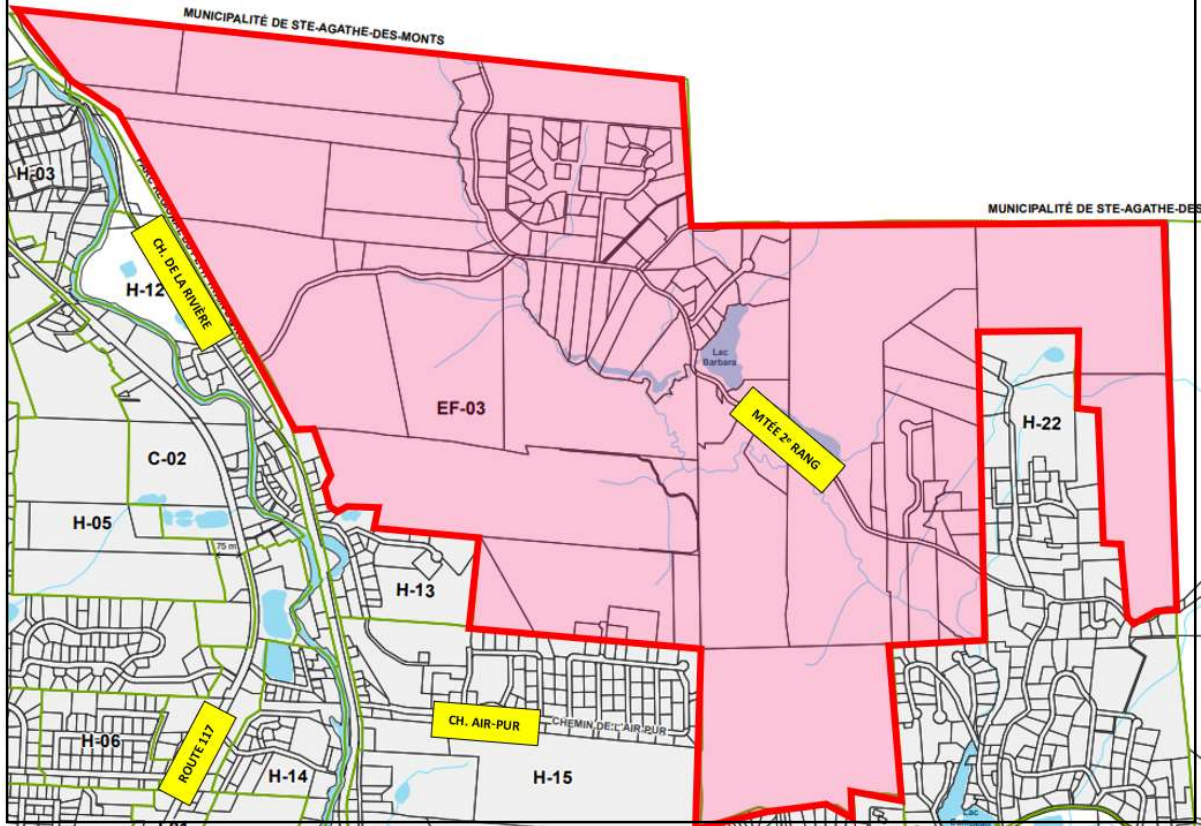 MUNICIPALITÉ DE STE-AGATHE-DES-MONTS
MUNICIPALITÉ DE STE-AGATHE-DES
H-03
CH. DE LA RIVIÈRE
H-12
Lac
Barbara
EF-03
MTÉE 2e RANG
H-22
C-02
H-05
75 m
H-13
CH. AIR-PUR
CHEMIN DE L'AIR-PUR
ROUTE 117
H-06
H-14
H-15
Lac